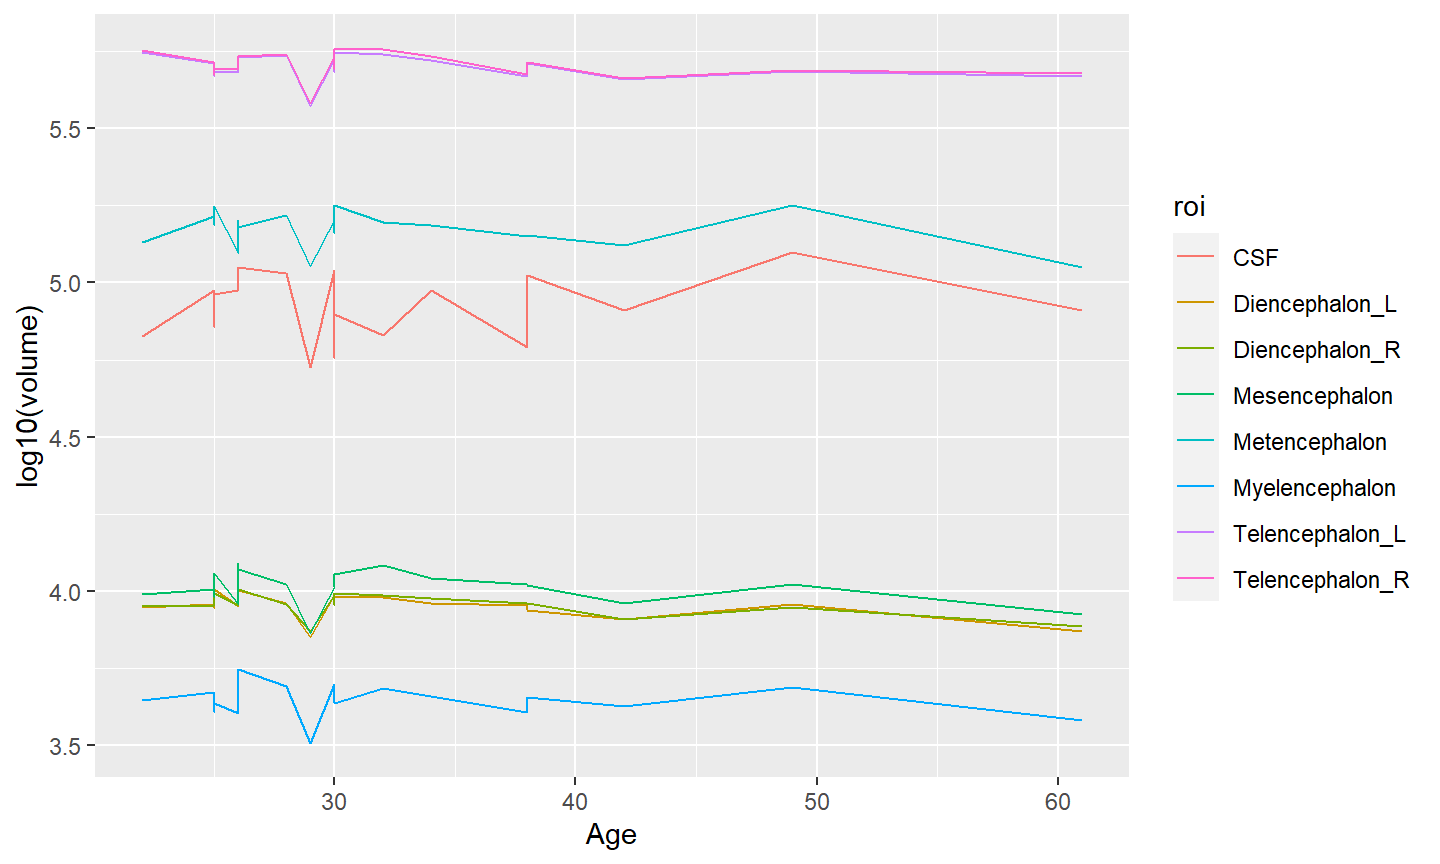 log10(volume)
5.5
5.0
4.5
4.0
3.5
30
40
50
60
Age
roi
CSF
Diencephalon_L
Diencephalon_R
Mesencephalon
Metencephalon
Myelencephalon
Telencephalon_L
Telencephalon_R